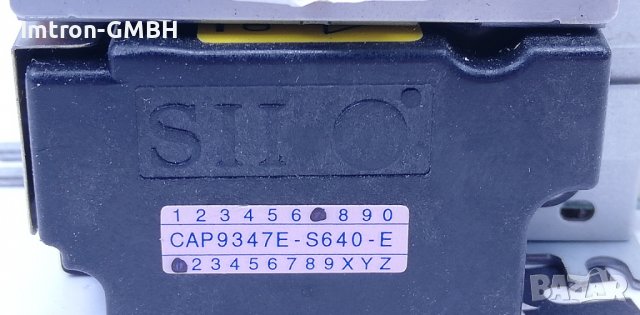 Imtron-GMBH
SII
1 2 3 4 5 6 8 9 0
CAP9347E-S640-E
2 3 4 5 6 7 8 9 X Y Z
BAZAR